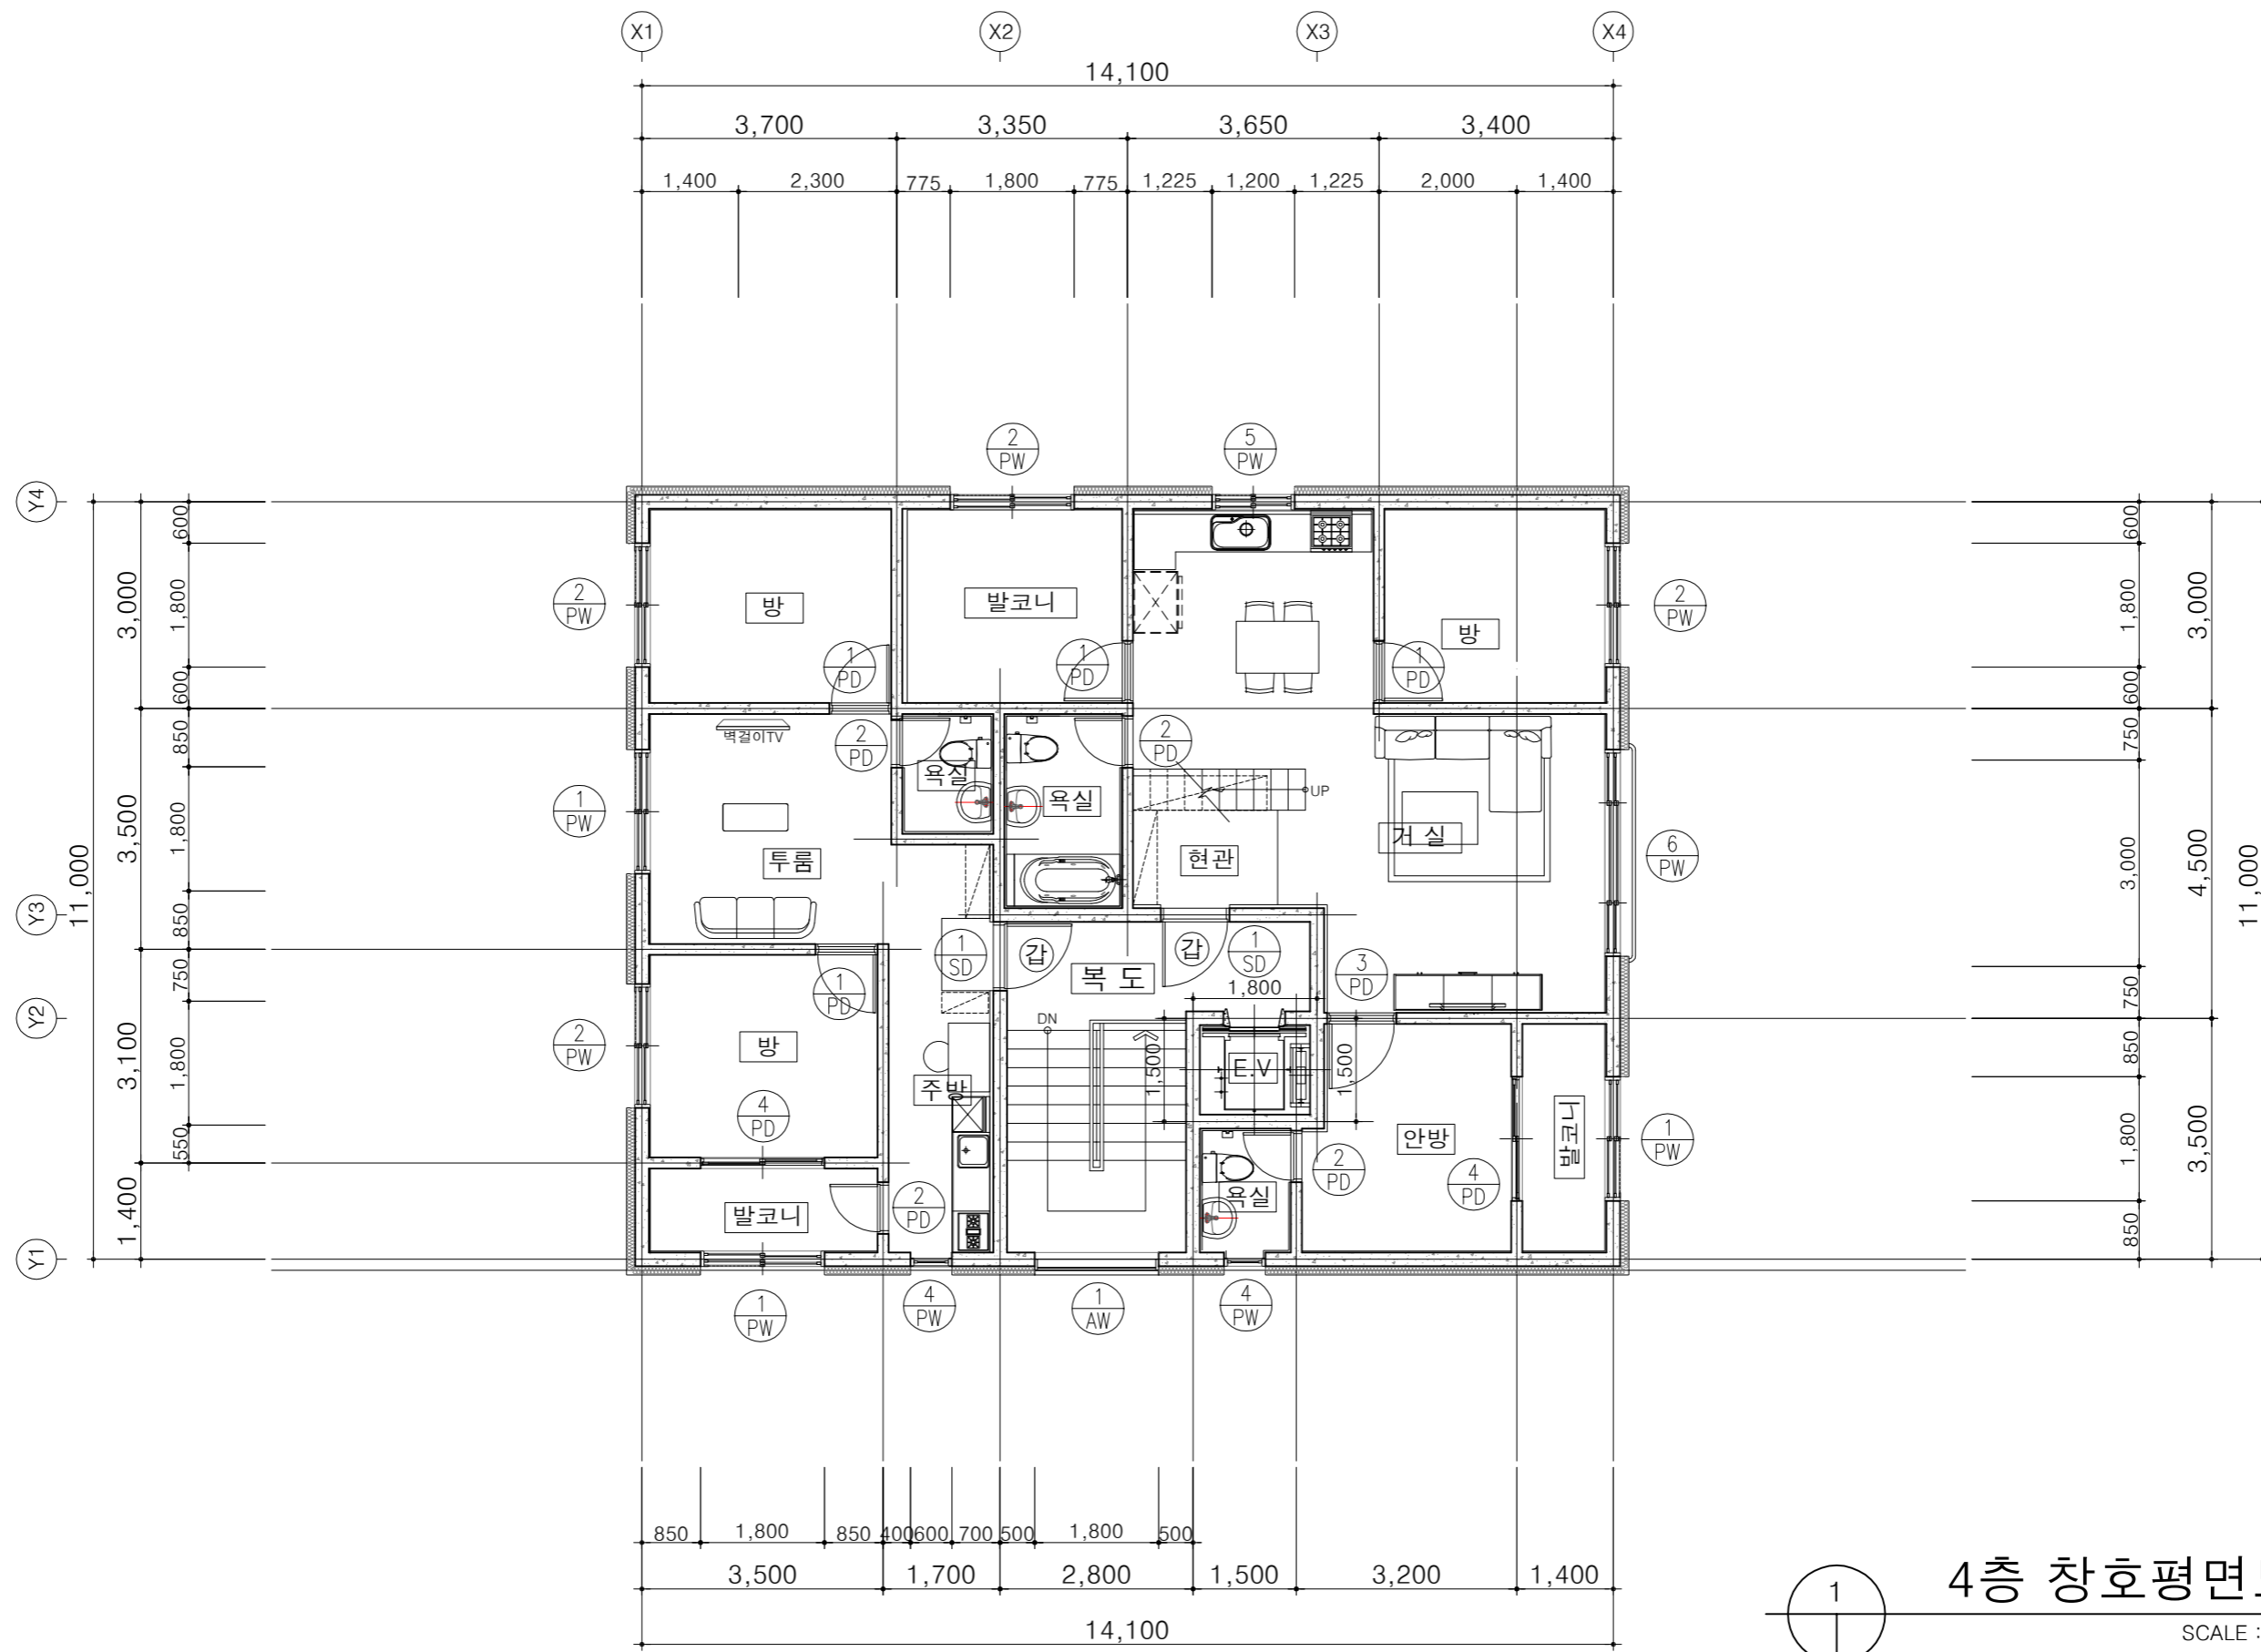 X1 X2 X3 X4
14,100
3,700 3,350 3,650 3,400
1,400 2,300 775 1,800 775 1,225 1,200 1,225 2,000 1,400
2 PW
5 PW
Y4
Y3
Y2
Y1
11,000
3,000
3,500
3,100
1,400
600
1,800
600
850
1,800
850
750
1,800
550
2 PW
1 PW
2 PW
방
발코니
방
1 PD
1 PD
1 PD
벽걸이TV
2 PD
욕실
욕실
2 PD
UP
투룸
현관
거 실
1 SD
갑
복 도
갑
1 SD
3 PD
1,800
1 PD
방
4 PD
주방
DN
1,500
E.V
1,500
안방
발코니
발코니
2 PD
욕실
2 PD
4 PD
2 PW
6 PW
1 PW
600
1,800
600
750
3,000
750
850
1,800
850
3,000
4,500
3,500
11,000
1 PW
4 PW
1 AW
4 PW
850 1,800 850 400 600 700 500 1,800 500
3,500 1,700 2,800 1,500 3,200 1,400
14,100
1
4층 창호평면
SCALE :